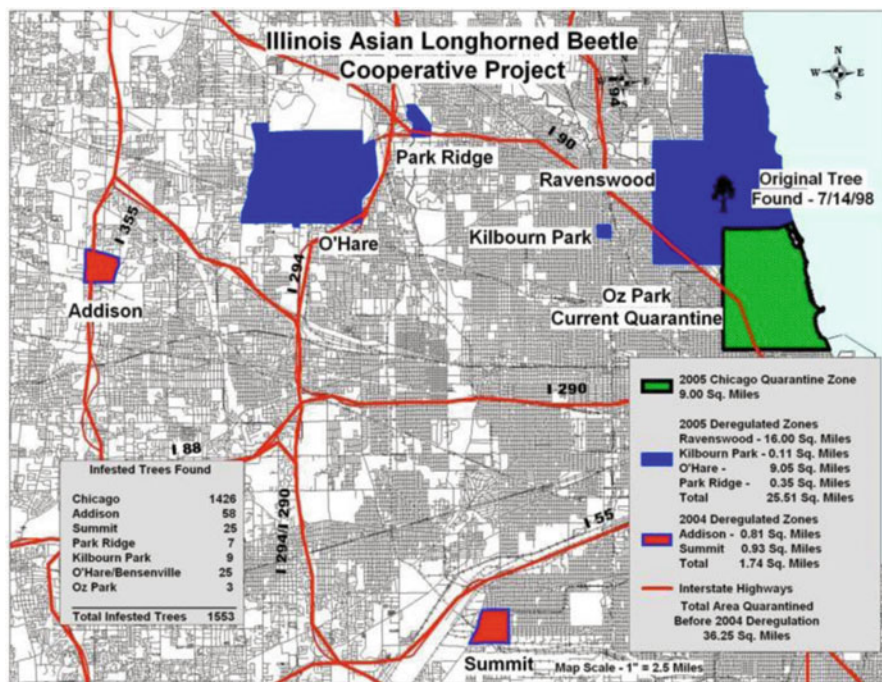 Illinois Asian Longhorned Beetle
Cooperative Project
N
W E
S
I 94
I 90
Park Ridge
Ravenswood
Original Tree
Found - 7/14/98
I 355
O'Hare
Kilbourn Park
I 294
Addison
Oz Park
Current Quarantine
I 290
I 88
I 294/I 290
I 55
Summit
Map Scale - 1" = 2.5 Miles
Infested Trees Found
Chicago 1426
Addison 58
Summit 25
Park Ridge 7
Kilbourn Park 9
O'Hare/Bensenville 25
Oz Park 3
Total Infested Trees 1553
2005 Chicago Quarantine Zone
9.00 Sq. Miles
2005 Deregulated Zones
Ravenswood - 16.00 Sq. Miles
Kilbourn Park - 0.11 Sq. Miles
O'Hare - 9.05 Sq. Miles
Park Ridge - 0.35 Sq. Miles
Total 25.51 Sq. Miles
2004 Deregulated Zones
Addison - 0.81 Sq. Miles
Summit 0.93 Sq. Miles
Total 1.74 Sq. Miles
Interstate Highways
Total Area Quarantined
Before 2004 Deregulation
36.25 Sq. Miles